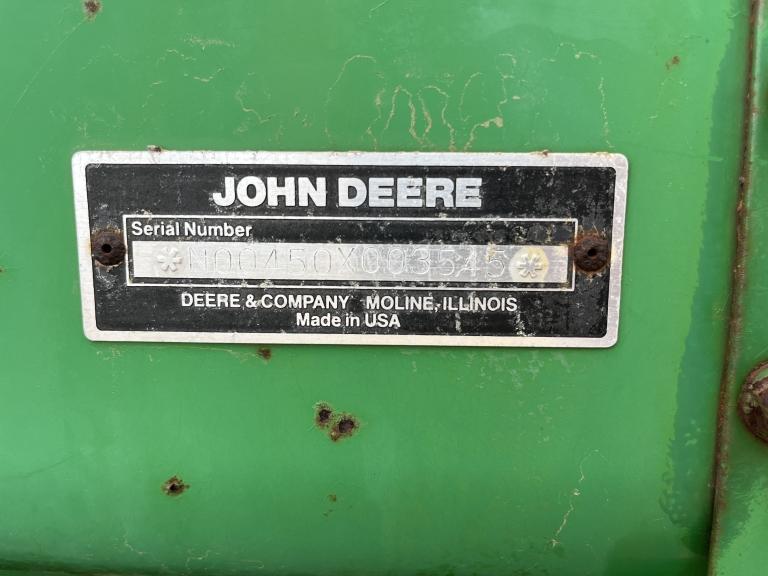 JOHN DEERE
Serial Number
*N00450X003545*
DEERE & COMPANY MOLINE, ILLINOIS
Made in USA